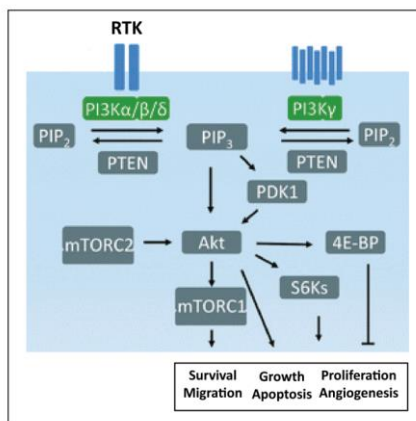 RTK
PI3Kα/β/δ
PI3Kγ
PIP2
PIP3
PIP2
PTEN
PTEN
PDK1
mTORC2
Akt
4E-BP
S6Ks
mTORC1
Survival Growth Proliferation
Migration Apoptosis Angiogenesis